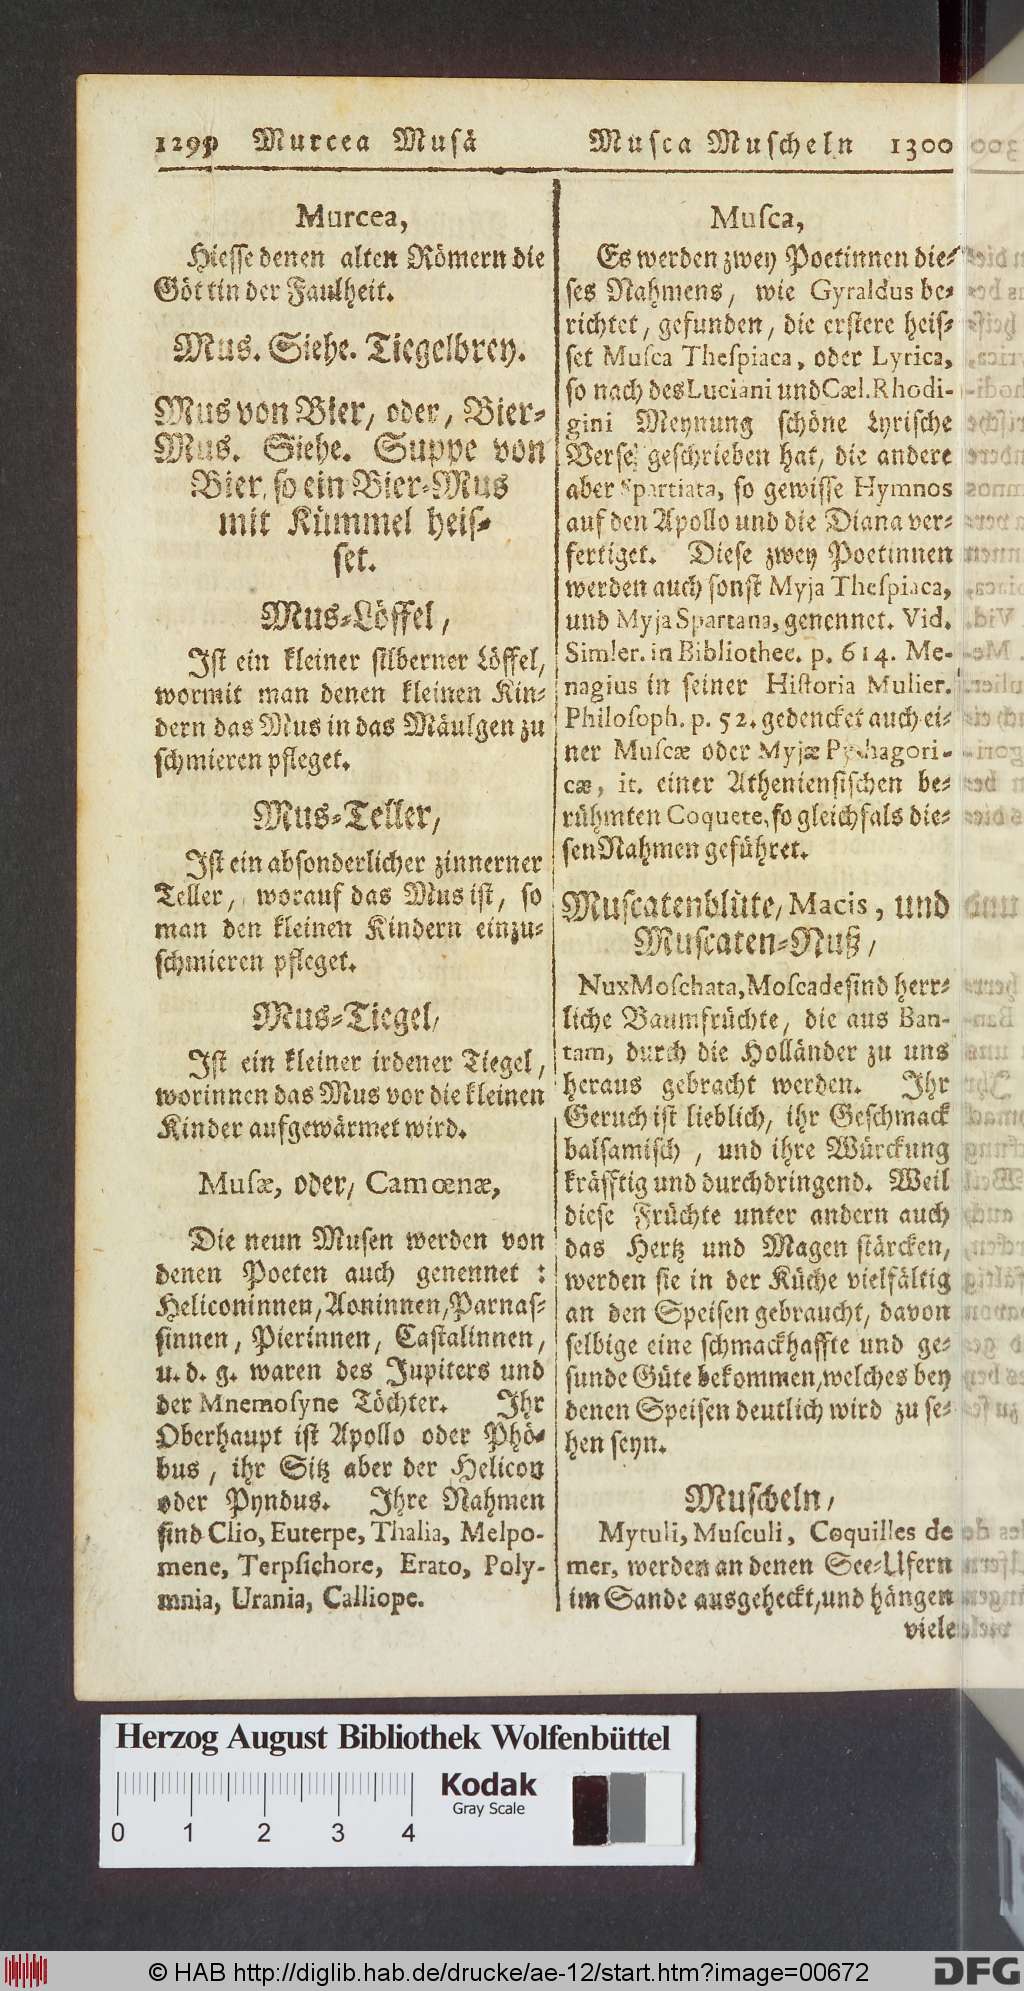 1299 Murcea Musä
Murcea,
Hiesse denen alten Römern die
Göttin der Faulheit.
Mus. Siehe. Tiegelbrey.
Mus von Bier, oder, Bier-
Mus. Siehe. Suppe von
Bier, so ein Bier-Mus
mit Kümmel heis-
set.
Mus-Löffel,
Ist ein kleiner silberner Löffel,
wormit man denen kleinen Kin-
dern das Mus in das Mäulgen zu
schmieren pfleget.
Mus-Teller,
Ist ein absonderlicher zinnerner
Teller, worauf das Mus ist, so
man den kleinen Kindern einzu-
schmieren pfleget.
Mus-Tiegel,
Ist ein kleiner irdener Tiegel,
worinnen das Mus vor die kleinen
Kinder aufgewärmet wird.
Musæ, oder, Camœnæ,
Die neun Musen werden von
denen Poeten auch genennet:
Heliconinnen, Aoninnen, Parnas-
sinnen, Pierinnen, Castalinnen,
u. d. g. waren des Jupiters und
der Mnemosyne Töchter. Ihr
Oberhaupt ist Apollo oder Phö-
bus, ihr Sitz aber der Helicon
oder Pyndus. Ihre Nahmen
sind Clio, Euterpe, Thalia, Melpo-
mene, Terpsichore, Erato, Poly-
mnia, Urania, Calliope.
Musca Muscheln 1300
Musca,
Es werden zwey Poetinnen die-
ses Nahmens, wie Gyraldus be-
richtet, gefunden, die erstere heis-
set Musca Thespiaca, oder Lyrica,
so nach des Luciani und Cæl. Rhodi-
gini Meynung schöne Lyrische
Verse geschrieben hat, die andere
aber Spartiata, so gewisse Hymnos
auf den Apollo und die Diana ver-
fertiget. Diese zwey Poetinnen
werden auch sonst Myja Thespiaca,
und Myja Spartana, genennet. Vid.
Simler. in Bibliothec. p. 614. Me-
nagius in seiner Historia Mulier.
Philosoph. p. 52. gedencket auch ei-
ner Muscæ oder Myjæ Pythagori-
cæ, it. einer Atheniensischen be-
rühmten Coquete, so gleichfals die-
sen Nahmen geführet.
Muscatenblüte, Macis, und
Muscaten-Nuß,
Nux Moschata, Moscade sind herr-
liche Baumfrüchte, die aus Ban-
tam, durch die Holländer zu uns
heraus gebracht werden. Ihr
Geruch ist lieblich, ihr Geschmack
balsamisch, und ihre Würckung
kräfftig und durchdringend. Weil
diese Früchte unter andern auch
das Hertz und Magen stärcken,
werden sie in der Küche vielfältig
an den Speisen gebraucht, davon
selbige eine schmackhaffte und ge-
sunde Güte bekommen, welches bey
denen Speisen deutlich wird zu se-
hen seyn.
Muscheln,
Mytuli, Musculi, Coquilles de
mer, werden an denen See-Ufern
im Sande ausgeheckt, und hängen
viele
Herzog August Bibliothek Wolfenbüttel
Kodak
Gray Scale
0 1 2 3 4
© HAB http://diglib.hab.de/drucke/ae-12/start.htm?image=00672
DFG